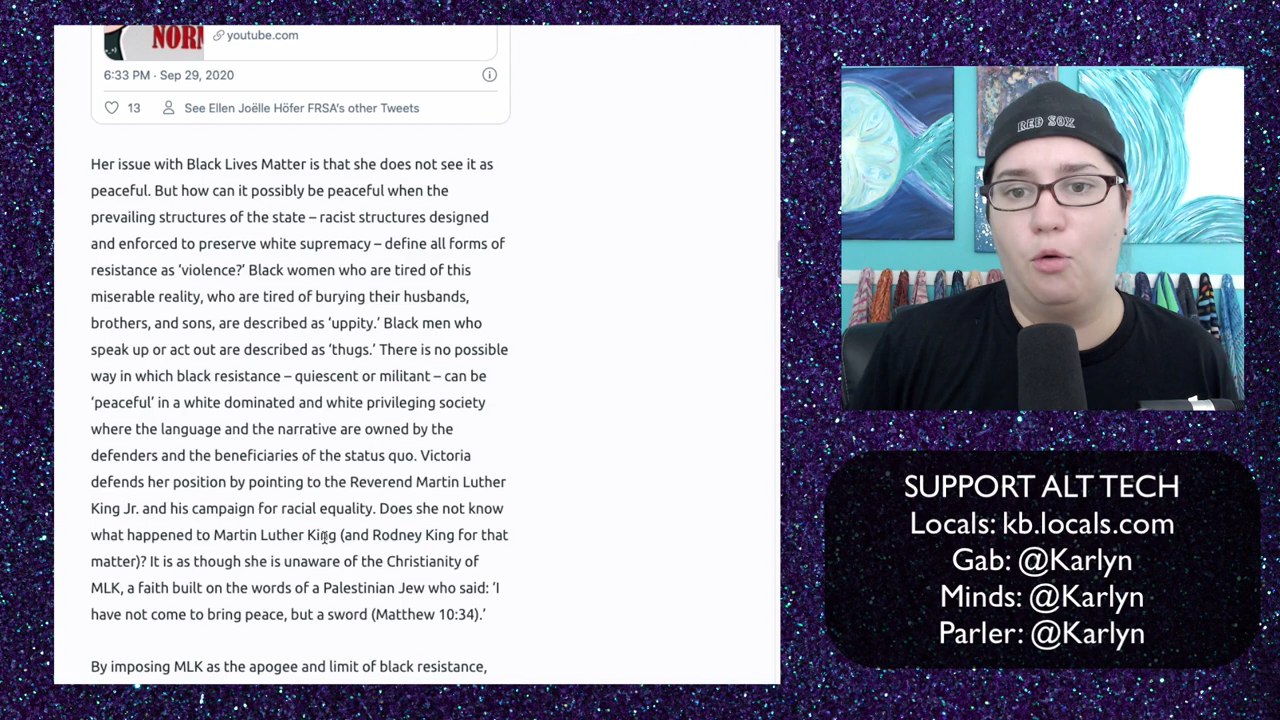 NORM
youtube.com
6:33 PM · Sep 29, 2020
13 See Ellen Joëlle Höfer FRSA's other Tweets
Her issue with Black Lives Matter is that she does not see it as
peaceful. But how can it possibly be peaceful when the
prevailing structures of the state – racist structures designed
and enforced to preserve white supremacy – define all forms of
resistance as ‘violence?’ Black women who are tired of this
miserable reality, who are tired of burying their husbands,
brothers, and sons, are described as ‘uppity.’ Black men who
speak up or act out are described as ‘thugs.’ There is no possible
way in which black resistance – quiescent or militant – can be
‘peaceful’ in a white dominated and white privileging society
where the language and the narrative are owned by the
defenders and the beneficiaries of the status quo. Victoria
defends her position by pointing to the Reverend Martin Luther
King Jr. and his campaign for racial equality. Does she not know
what happened to Martin Luther King (and Rodney King for that
matter)? It is as though she is unaware of the Christianity of
MLK, a faith built on the words of a Palestinian Jew who said: ‘I
have not come to bring peace, but a sword (Matthew 10:34).’
By imposing MLK as the apogee and limit of black resistance,
RED SOX
SUPPORT ALT TECH
Locals: kb.locals.com
Gab: @Karlyn
Minds: @Karlyn
Parler: @Karlyn